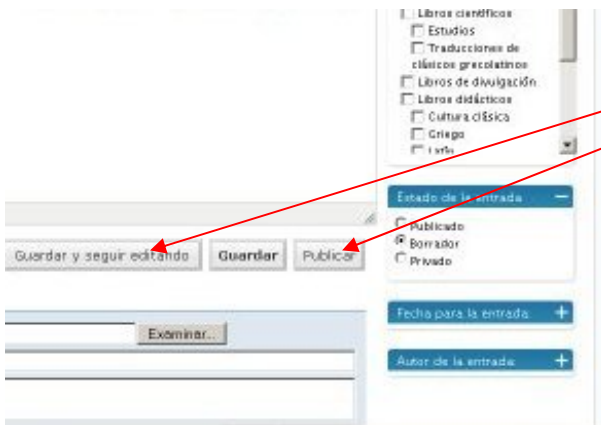 Libros científicos
Estudios
Traducciones de
clásicos grecolatinos
Libros de divulgación
Libros didácticos
Cultura clásica
Griego
Latín
Estado de la entrada
Publicado
Borrador
Privado
Guardar y seguir editando Guardar Publicar
Fecha para la entrada:
Examinar...
Autor de la entrada: